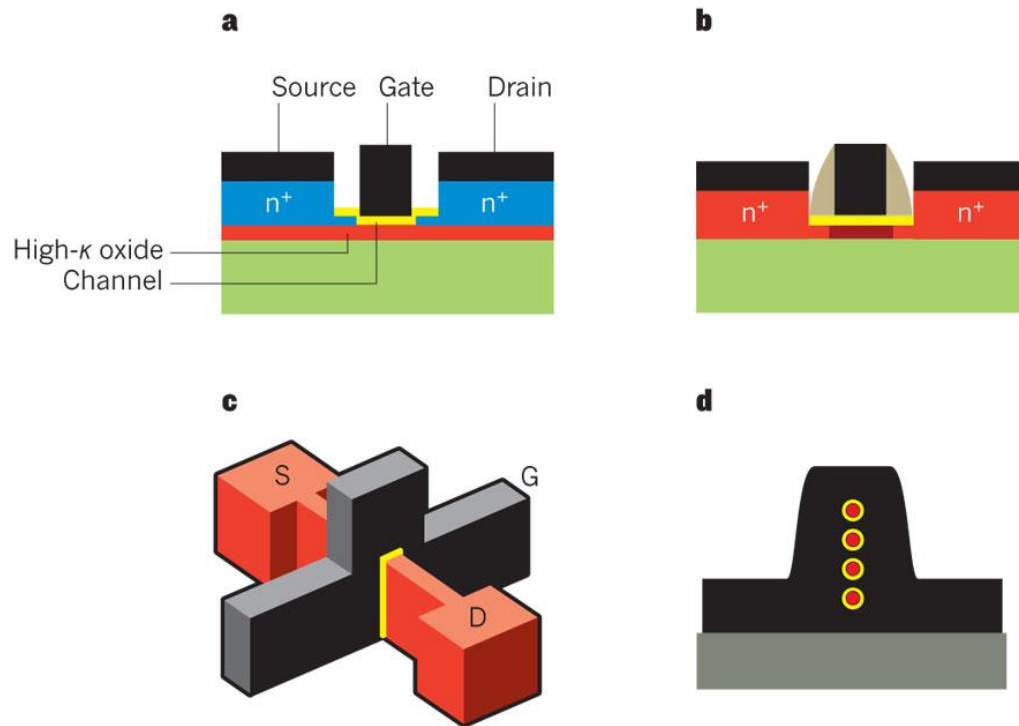 a
b
Source Gate Drain
n⁺ n⁺
n⁺ n⁺
High-κ oxide
Channel
c
d
S
G
D